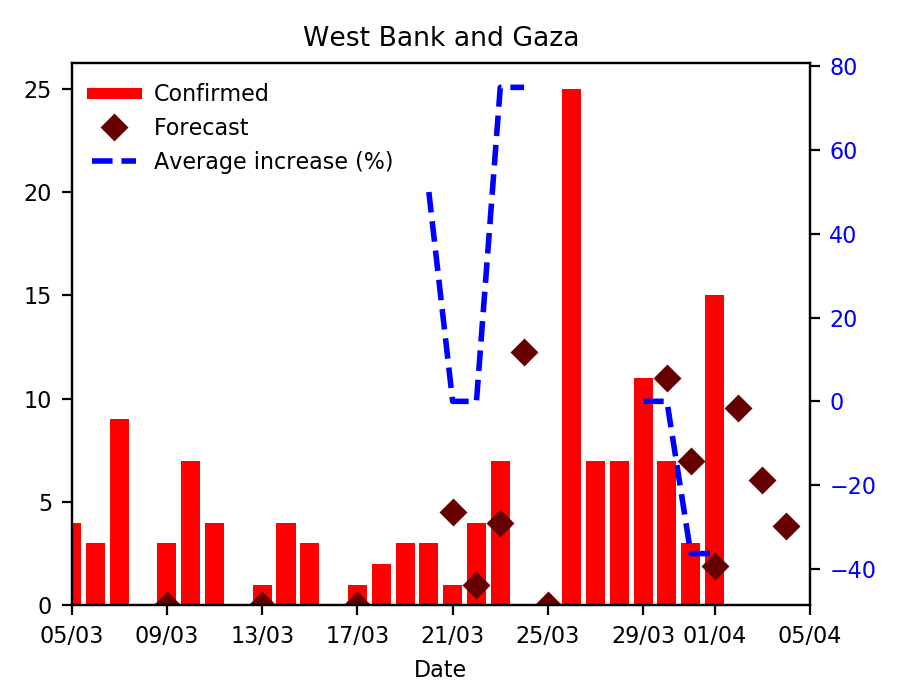 West Bank and Gaza
Confirmed
Forecast
Average increase (%)
25
20
15
10
5
0
80
60
40
20
0
−20
−40
05/03 09/03 13/03 17/03 21/03 25/03 29/03 01/04 05/04
Date